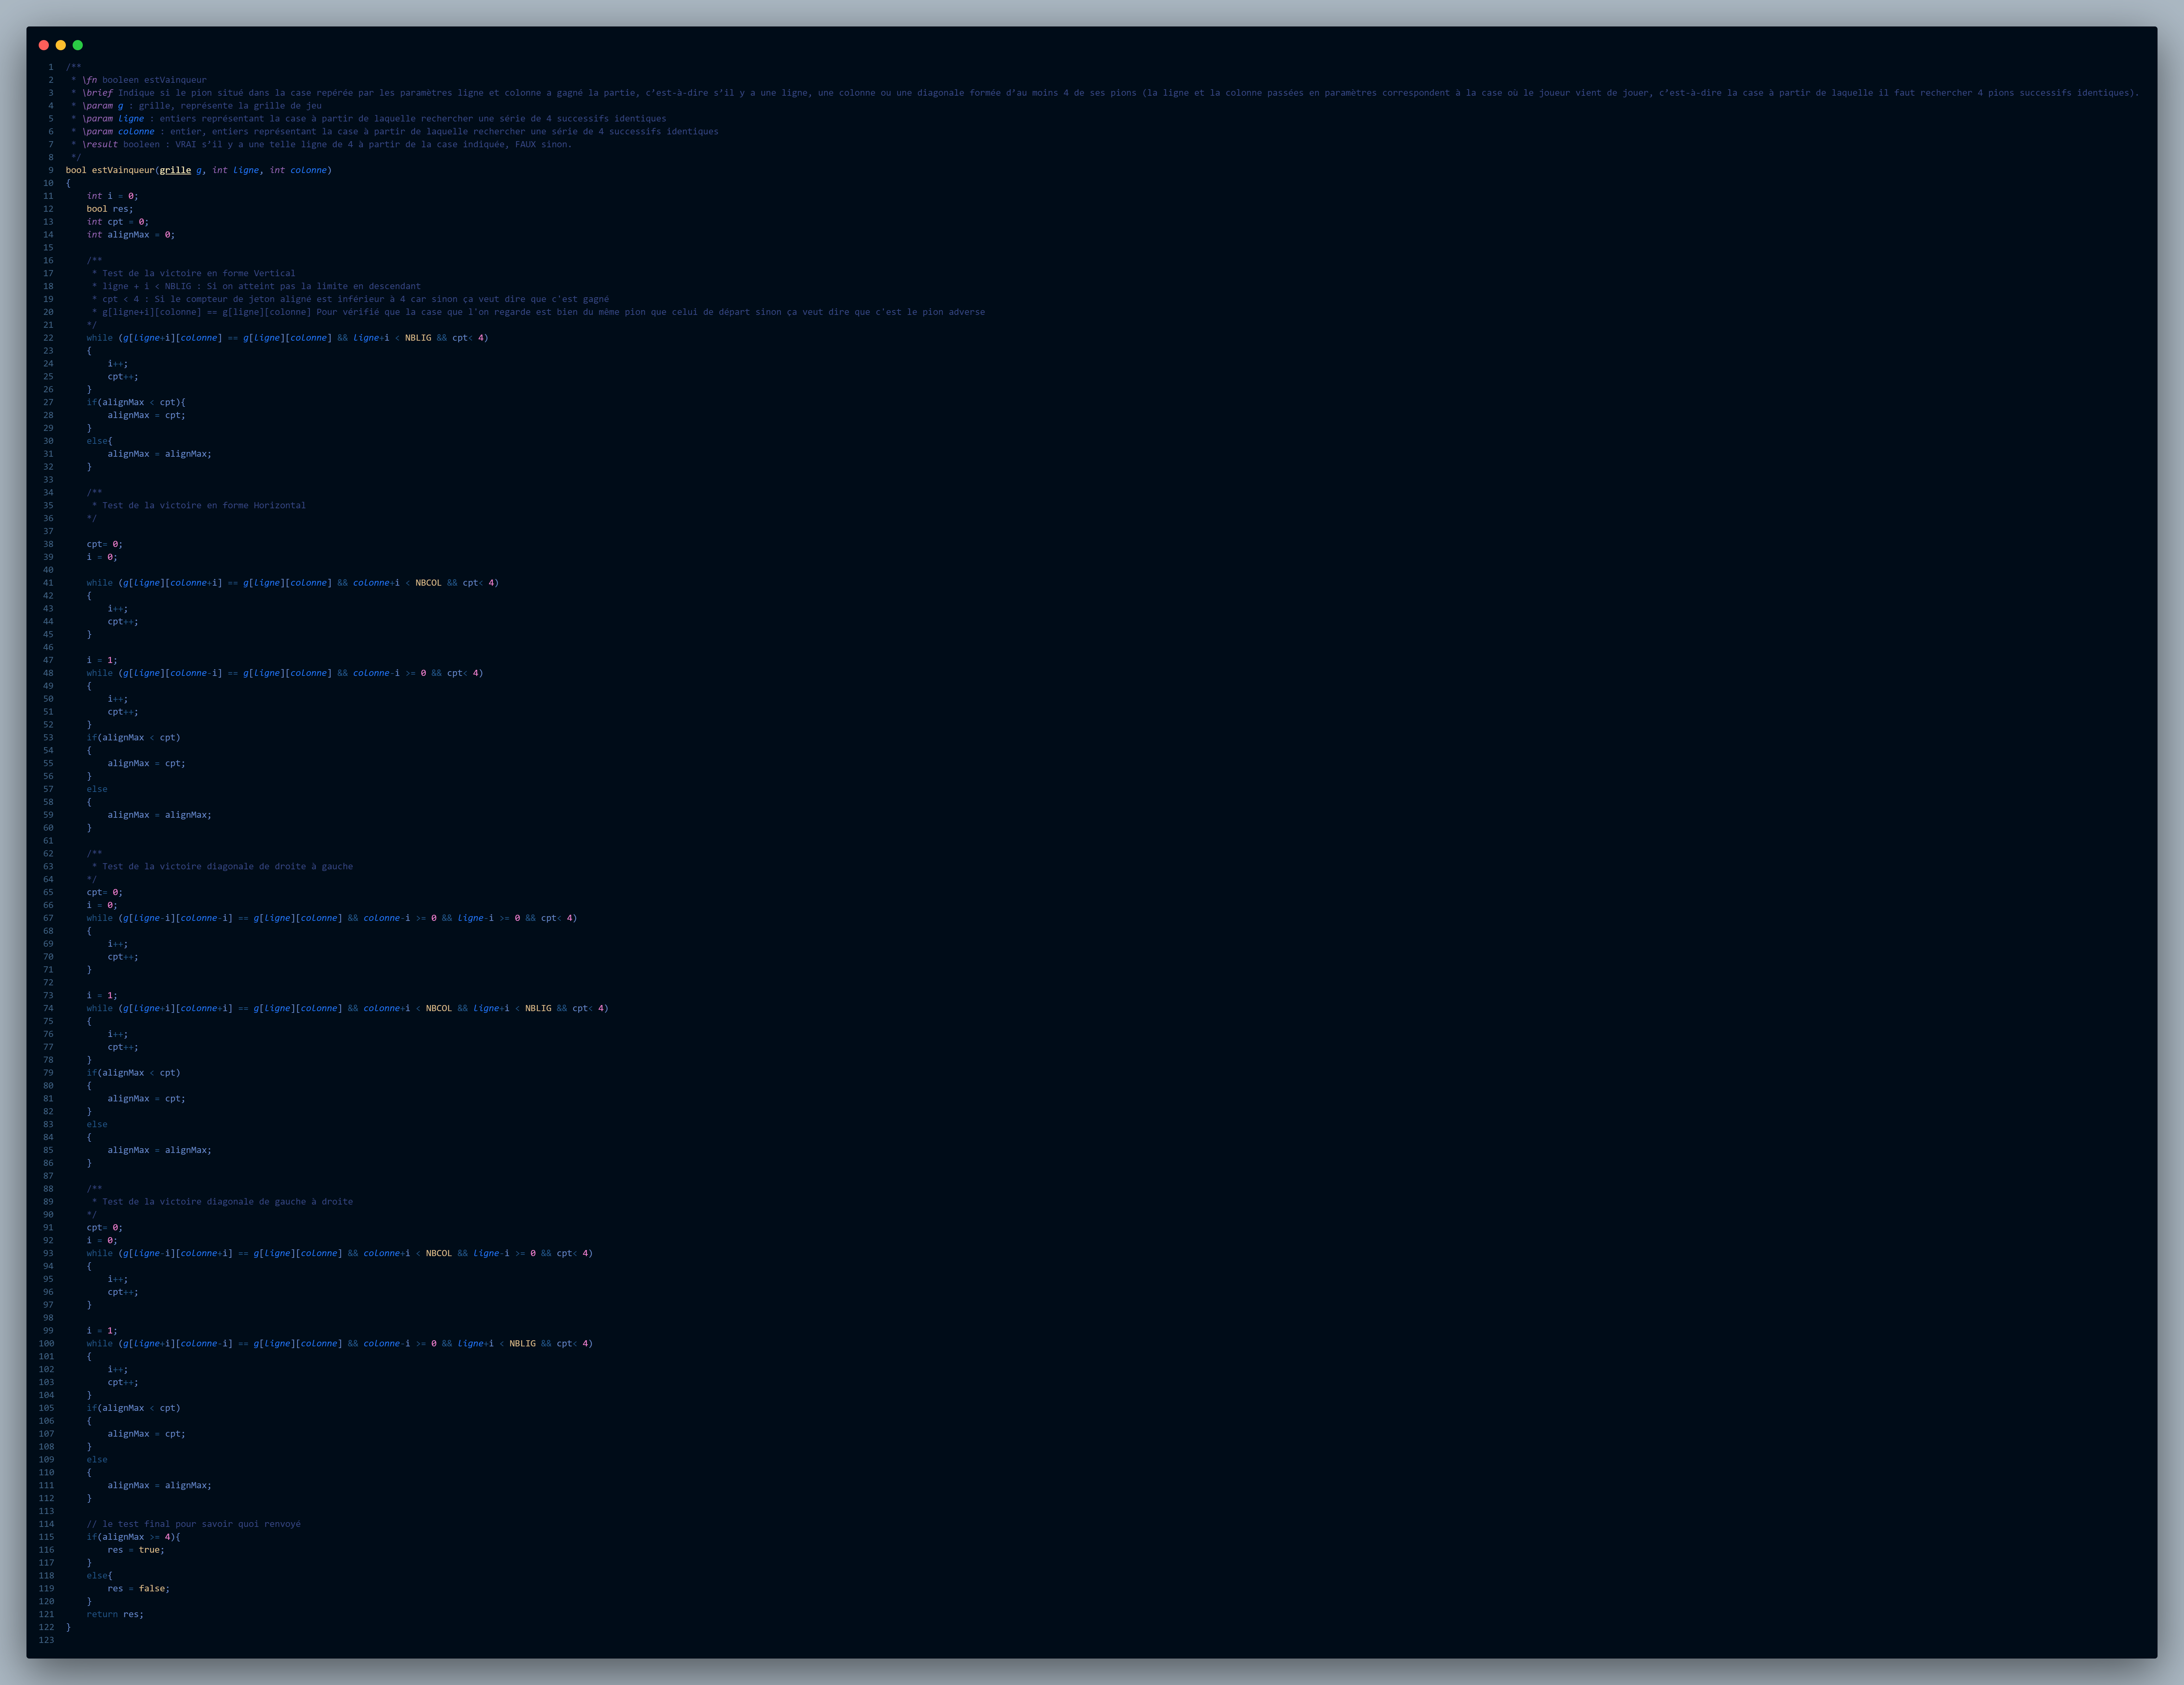 1 /**
2  * \fn booleen estVainqueur
3  * \brief Indique si le pion situé dans la case repérée par les paramètres ligne et colonne a gagné la partie, c’est-à-dire s’il y a une ligne, une colonne ou une diagonale formée d’au moins 4 de ses pions (la ligne et la colonne passées en paramètres correspondent à la case où le joueur vient de jouer, c’est-à-dire la case à partir de laquelle il faut rechercher 4 pions successifs identiques).
4  * \param g : grille, représente la grille de jeu
5  * \param ligne : entiers représentant la case à partir de laquelle rechercher une série de 4 successifs identiques
6  * \param colonne : entier, entiers représentant la case à partir de laquelle rechercher une série de 4 successifs identiques
7  * \result booleen : VRAI s’il y a une telle ligne de 4 à partir de la case indiquée, FAUX sinon.
8  */
9 bool estVainqueur(grille g, int ligne, int colonne)
10 {
11     int i = 0;
12     bool res;
13     int cpt = 0;
14     int alignMax = 0;
15
16     /**
17      * Test de la victoire en forme Vertical
18      * ligne + i < NBLIG : Si on atteint pas la limite en descendant
19      * cpt < 4 : Si le compteur de jeton aligné est inférieur à 4 car sinon ça veut dire que c'est gagné
20      * g[ligne+i][colonne] == g[ligne][colonne] Pour vérifié que la case que l'on regarde est bien du même pion que celui de départ sinon ça veut dire que c'est le pion adverse
21     */
22     while (g[ligne+i][colonne] == g[ligne][colonne] && ligne+i < NBLIG && cpt< 4)
23     {
24         i++;
25         cpt++;
26     }
27     if(alignMax < cpt){
28         alignMax = cpt;
29     }
30     else{
31         alignMax = alignMax;
32     }
33
34     /**
35      * Test de la victoire en forme Horizontal
36     */
37
38     cpt= 0;
39     i = 0;
40
41     while (g[ligne][colonne+i] == g[ligne][colonne] && colonne+i < NBCOL && cpt< 4)
42     {
43         i++;
44         cpt++;
45     }
46
47     i = 1;
48     while (g[ligne][colonne-i] == g[ligne][colonne] && colonne-i >= 0 && cpt< 4)
49     {
50         i++;
51         cpt++;
52     }
53     if(alignMax < cpt)
54     {
55         alignMax = cpt;
56     }
57     else
58     {
59         alignMax = alignMax;
60     }
61
62     /**
63      * Test de la victoire diagonale de droite à gauche
64     */
65     cpt= 0;
66     i = 0;
67     while (g[ligne-i][colonne-i] == g[ligne][colonne] && colonne-i >= 0 && ligne-i >= 0 && cpt< 4)
68     {
69         i++;
70         cpt++;
71     }
72
73     i = 1;
74     while (g[ligne+i][colonne+i] == g[ligne][colonne] && colonne+i < NBCOL && ligne+i < NBLIG && cpt< 4)
75     {
76         i++;
77         cpt++;
78     }
79     if(alignMax < cpt)
80     {
81         alignMax = cpt;
82     }
83     else
84     {
85         alignMax = alignMax;
86     }
87
88     /**
89      * Test de la victoire diagonale de gauche à droite
90     */
91     cpt= 0;
92     i = 0;
93     while (g[ligne-i][colonne+i] == g[ligne][colonne] && colonne+i < NBCOL && ligne-i >= 0 && cpt< 4)
94     {
95         i++;
96         cpt++;
97     }
98
99     i = 1;
100     while (g[ligne+i][colonne-i] == g[ligne][colonne] && colonne-i >= 0 && ligne+i < NBLIG && cpt< 4)
101     {
102         i++;
103         cpt++;
104     }
105     if(alignMax < cpt)
106     {
107         alignMax = cpt;
108     }
109     else
110     {
111         alignMax = alignMax;
112     }
113
114     // le test final pour savoir quoi renvoyé
115     if(alignMax >= 4){
116         res = true;
117     }
118     else{
119         res = false;
120     }
121     return res;
122 }
123